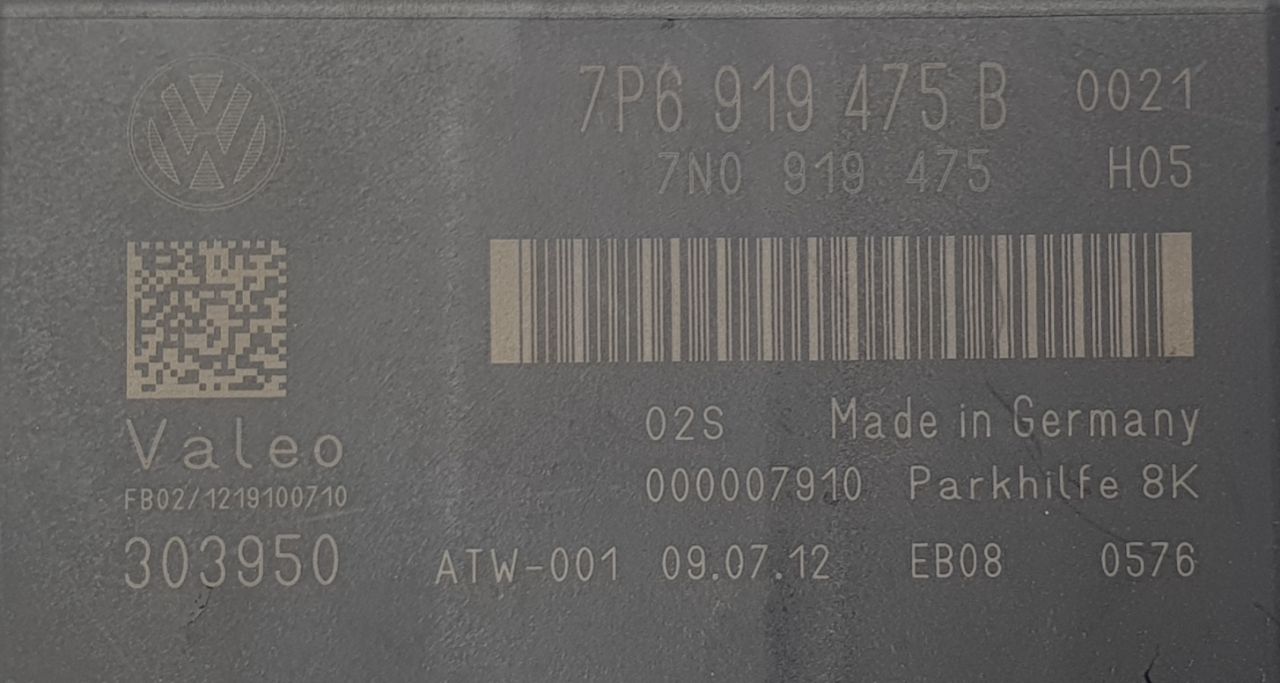 7P6 919 475 B 0021
7N0 919 475 H05
02S Made in Germany
Valeo
000007910 Parkhilfe 8K
FB02/1219100710
303950 ATW-001 09.07.12 EB08 0576